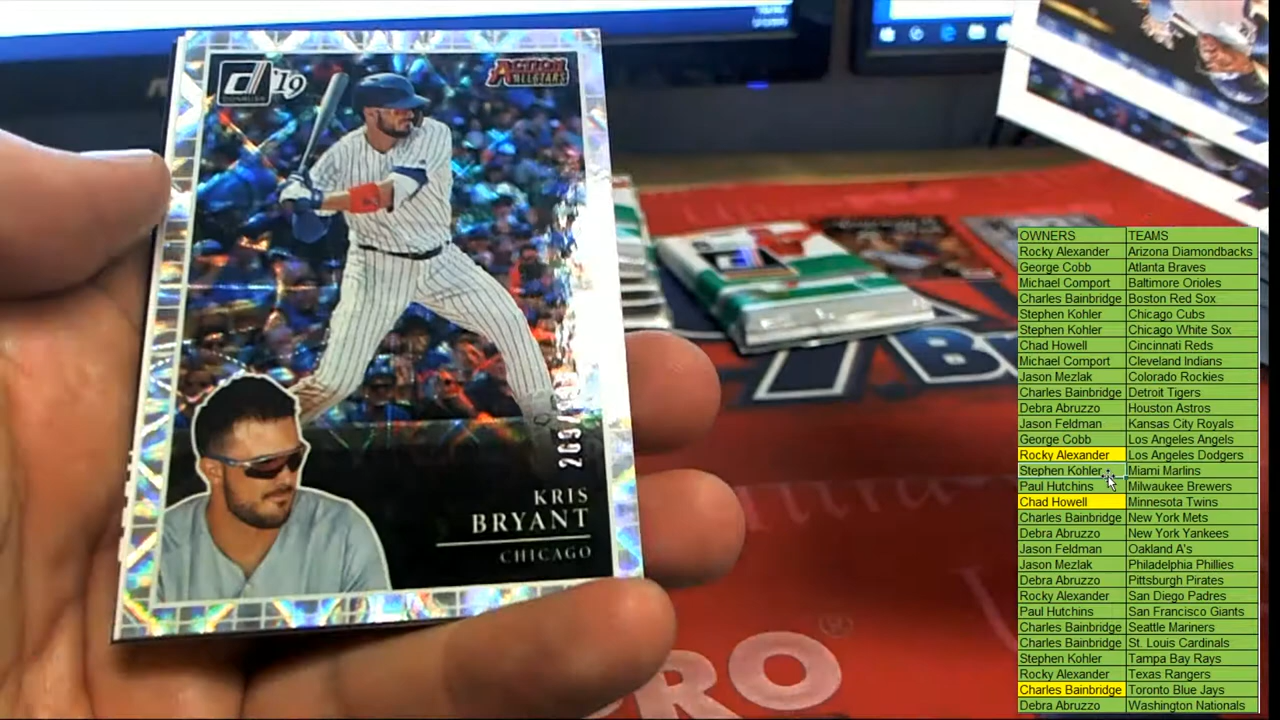 '19
DONRUSS
ACTION
ALL-STARS
KRIS
BRYANT
CHICAGO
PRO
®
OWNERS TEAMS
Rocky Alexander Arizona Diamondbacks
George Cobb Atlanta Braves
Michael Comport Baltimore Orioles
Charles Bainbridge Boston Red Sox
Stephen Kohler Chicago Cubs
Stephen Kohler Chicago White Sox
Chad Howell Cincinnati Reds
Michael Comport Cleveland Indians
Jason Mezlak Colorado Rockies
Charles Bainbridge Detroit Tigers
Debra Abruzzo Houston Astros
Jason Feldman Kansas City Royals
George Cobb Los Angeles Angels
Rocky Alexander Los Angeles Dodgers
Stephen Kohler Miami Marlins
Paul Hutchins Milwaukee Brewers
Chad Howell Minnesota Twins
Charles Bainbridge New York Mets
Debra Abruzzo New York Yankees
Jason Feldman Oakland A's
Jason Mezlak Philadelphia Phillies
Debra Abruzzo Pittsburgh Pirates
Rocky Alexander San Diego Padres
Paul Hutchins San Francisco Giants
Charles Bainbridge Seattle Mariners
Charles Bainbridge St. Louis Cardinals
Stephen Kohler Tampa Bay Rays
Rocky Alexander Texas Rangers
Charles Bainbridge Toronto Blue Jays
Debra Abruzzo Washington Nationals